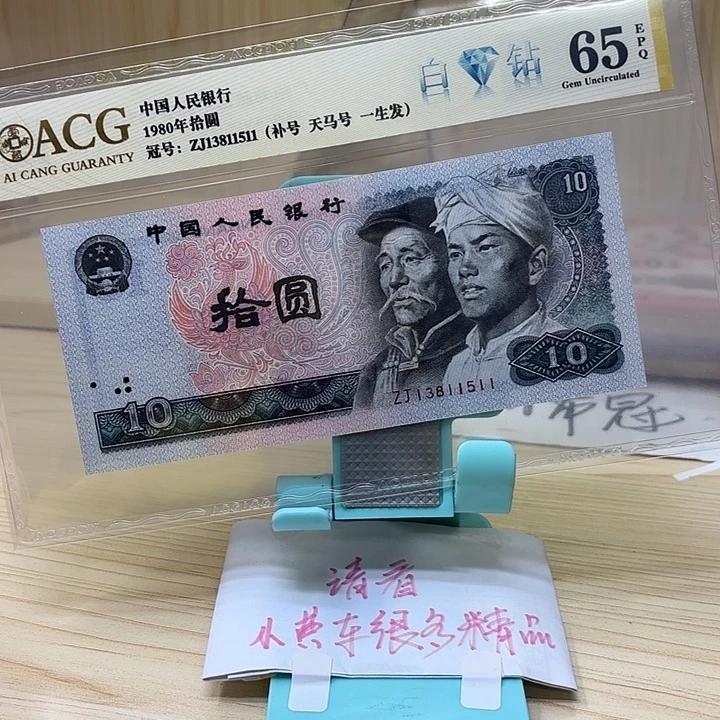 ACG
AI CANG GUARANTY
中国人民银行
1980年拾圆
冠号：ZJ13811511（补号 天马号 一生发）
白 钻
65
EPQ
Gem Uncirculated
中国人民银行
10
拾圆
ZJ13811511
10
10
帝冠
请看
小黄车很多精品